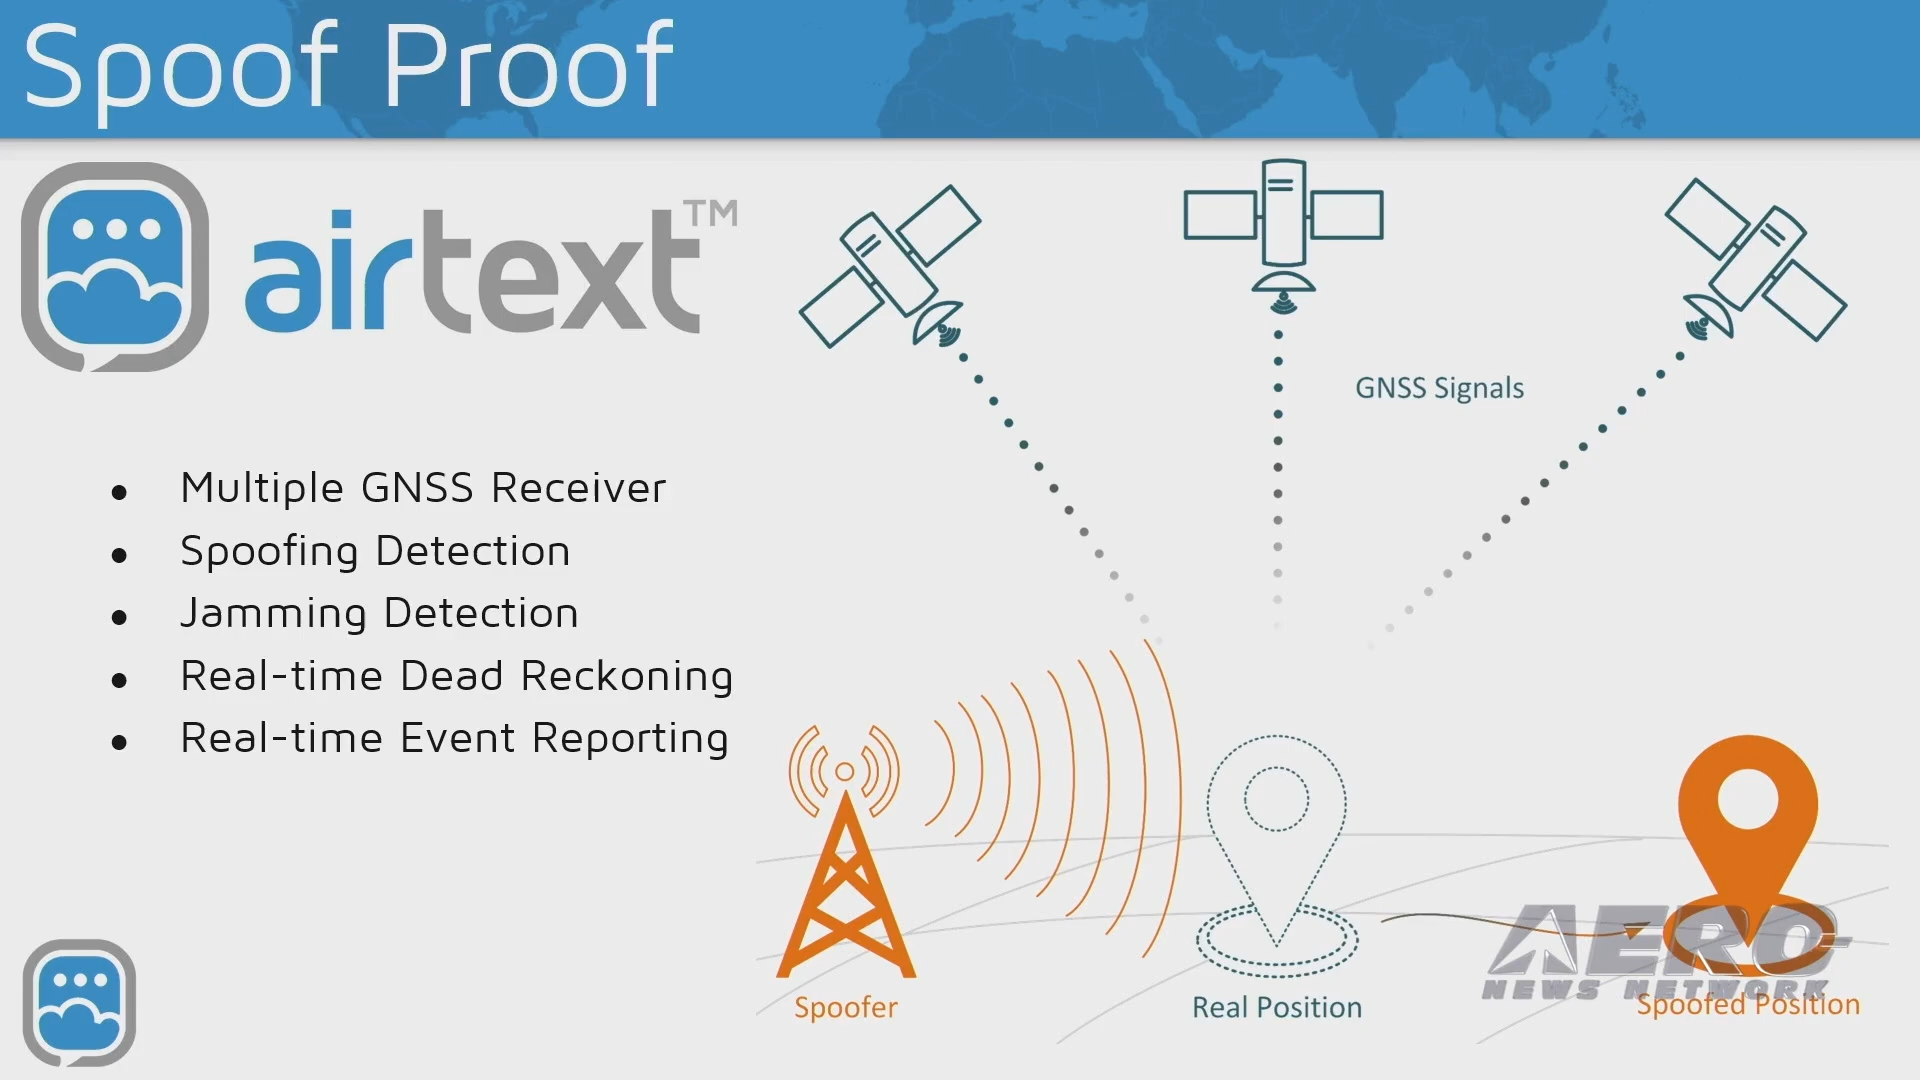 Spoof Proof
airtext™
GNSS Signals
● Multiple GNSS Receiver
● Spoofing Detection
● Jamming Detection
● Real-time Dead Reckoning
● Real-time Event Reporting
Spoofer
Real Position
Spoofed Position
AERO
NEWS NETWORK